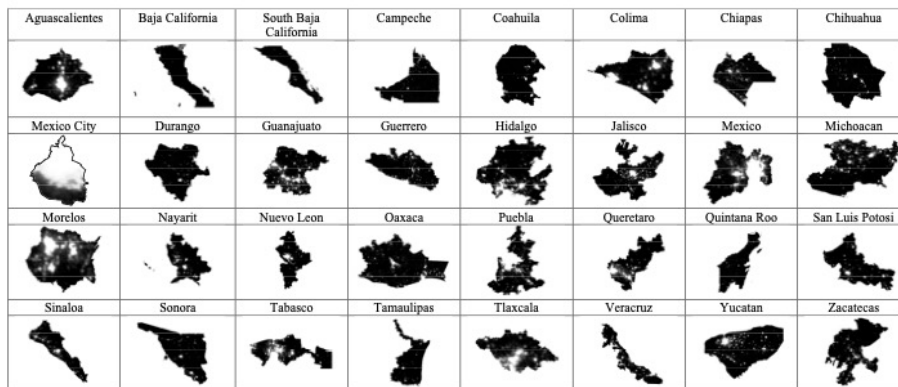 Aguascalientes Baja California South Baja California Campeche Coahuila Colima Chiapas Chihuahua
Mexico City Durango Guanajuato Guerrero Hidalgo Jalisco Mexico Michoacan
Morelos Nayarit Nuevo Leon Oaxaca Puebla Queretaro Quintana Roo San Luis Potosi
Sinaloa Sonora Tabasco Tamaulipas Tlaxcala Veracruz Yucatan Zacatecas